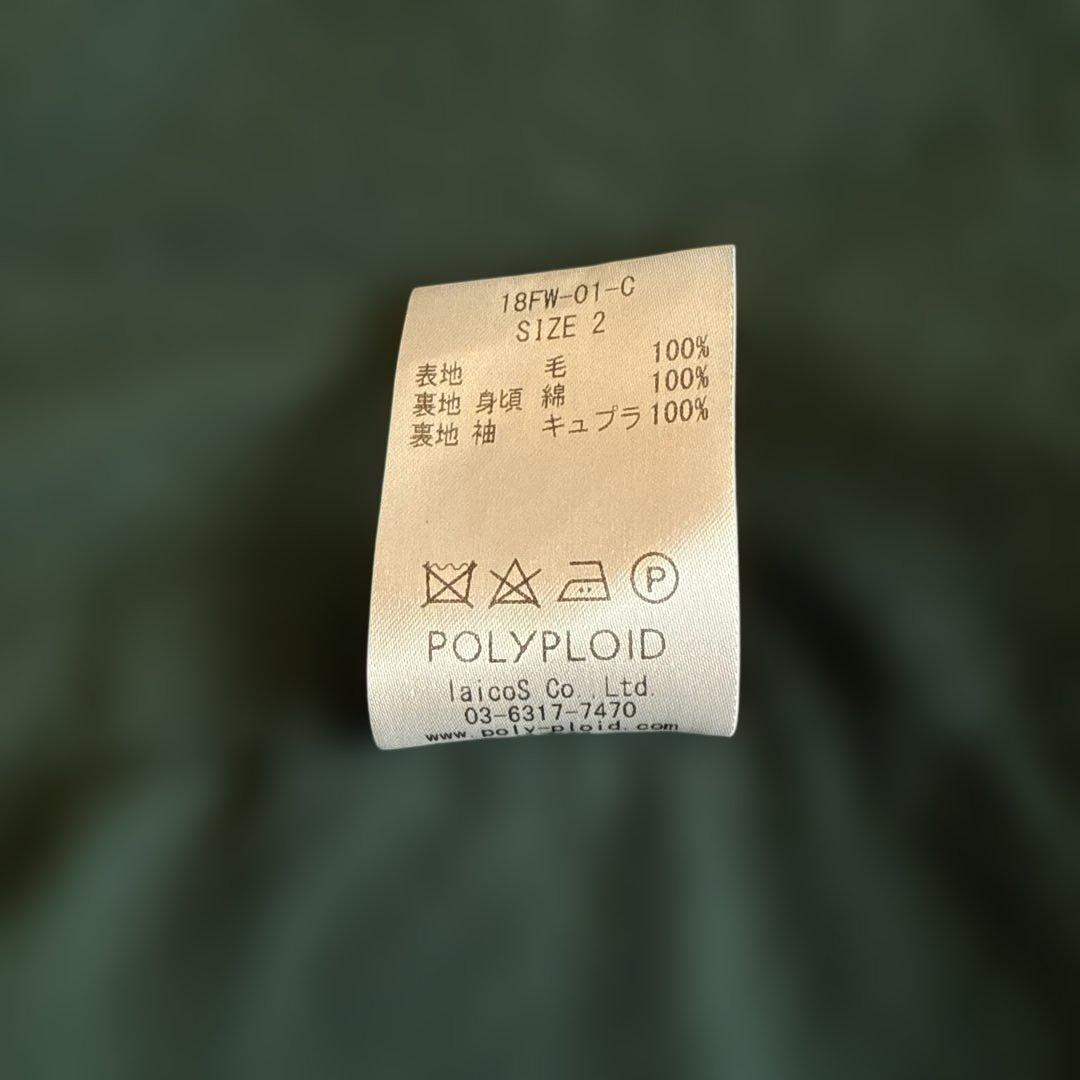 18FW-01-C
SIZE 2
表地 毛 100%
裏地 身頃 綿 100%
裏地 袖 キュプラ 100%
P
POLYPLOID
laicoS Co.,Ltd.
03-6317-7470
www.poly-ploid.com